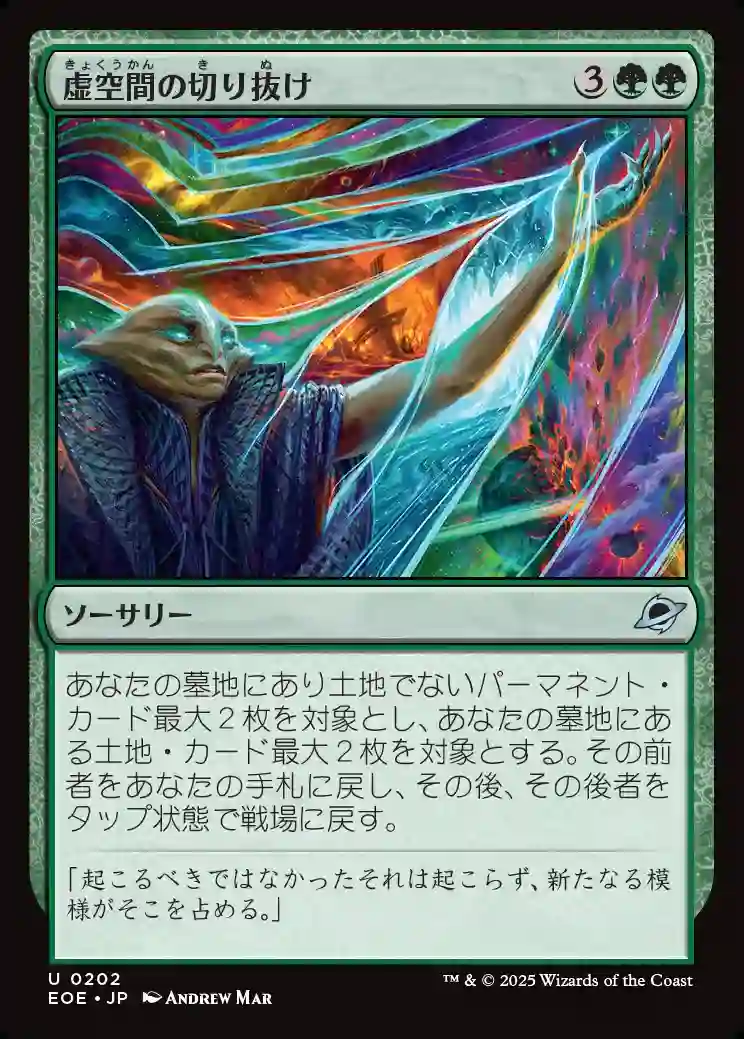 きょくうかん き ぬ
虚空間の切り抜け
3
ソーサリー
あなたの墓地にあり土地でないパーマネント・
カード最大２枚を対象とし、あなたの墓地にあ
る土地・カード最大２枚を対象とする。その前
者をあなたの手札に戻し、その後、その後者を
タップ状態で戦場に戻す。
「起こるべきではなかったそれは起こらず、新たなる模
様がそこを占める。」
U 0202
EOE • JP ANDREW MAR
™ & © 2025 Wizards of the Coast